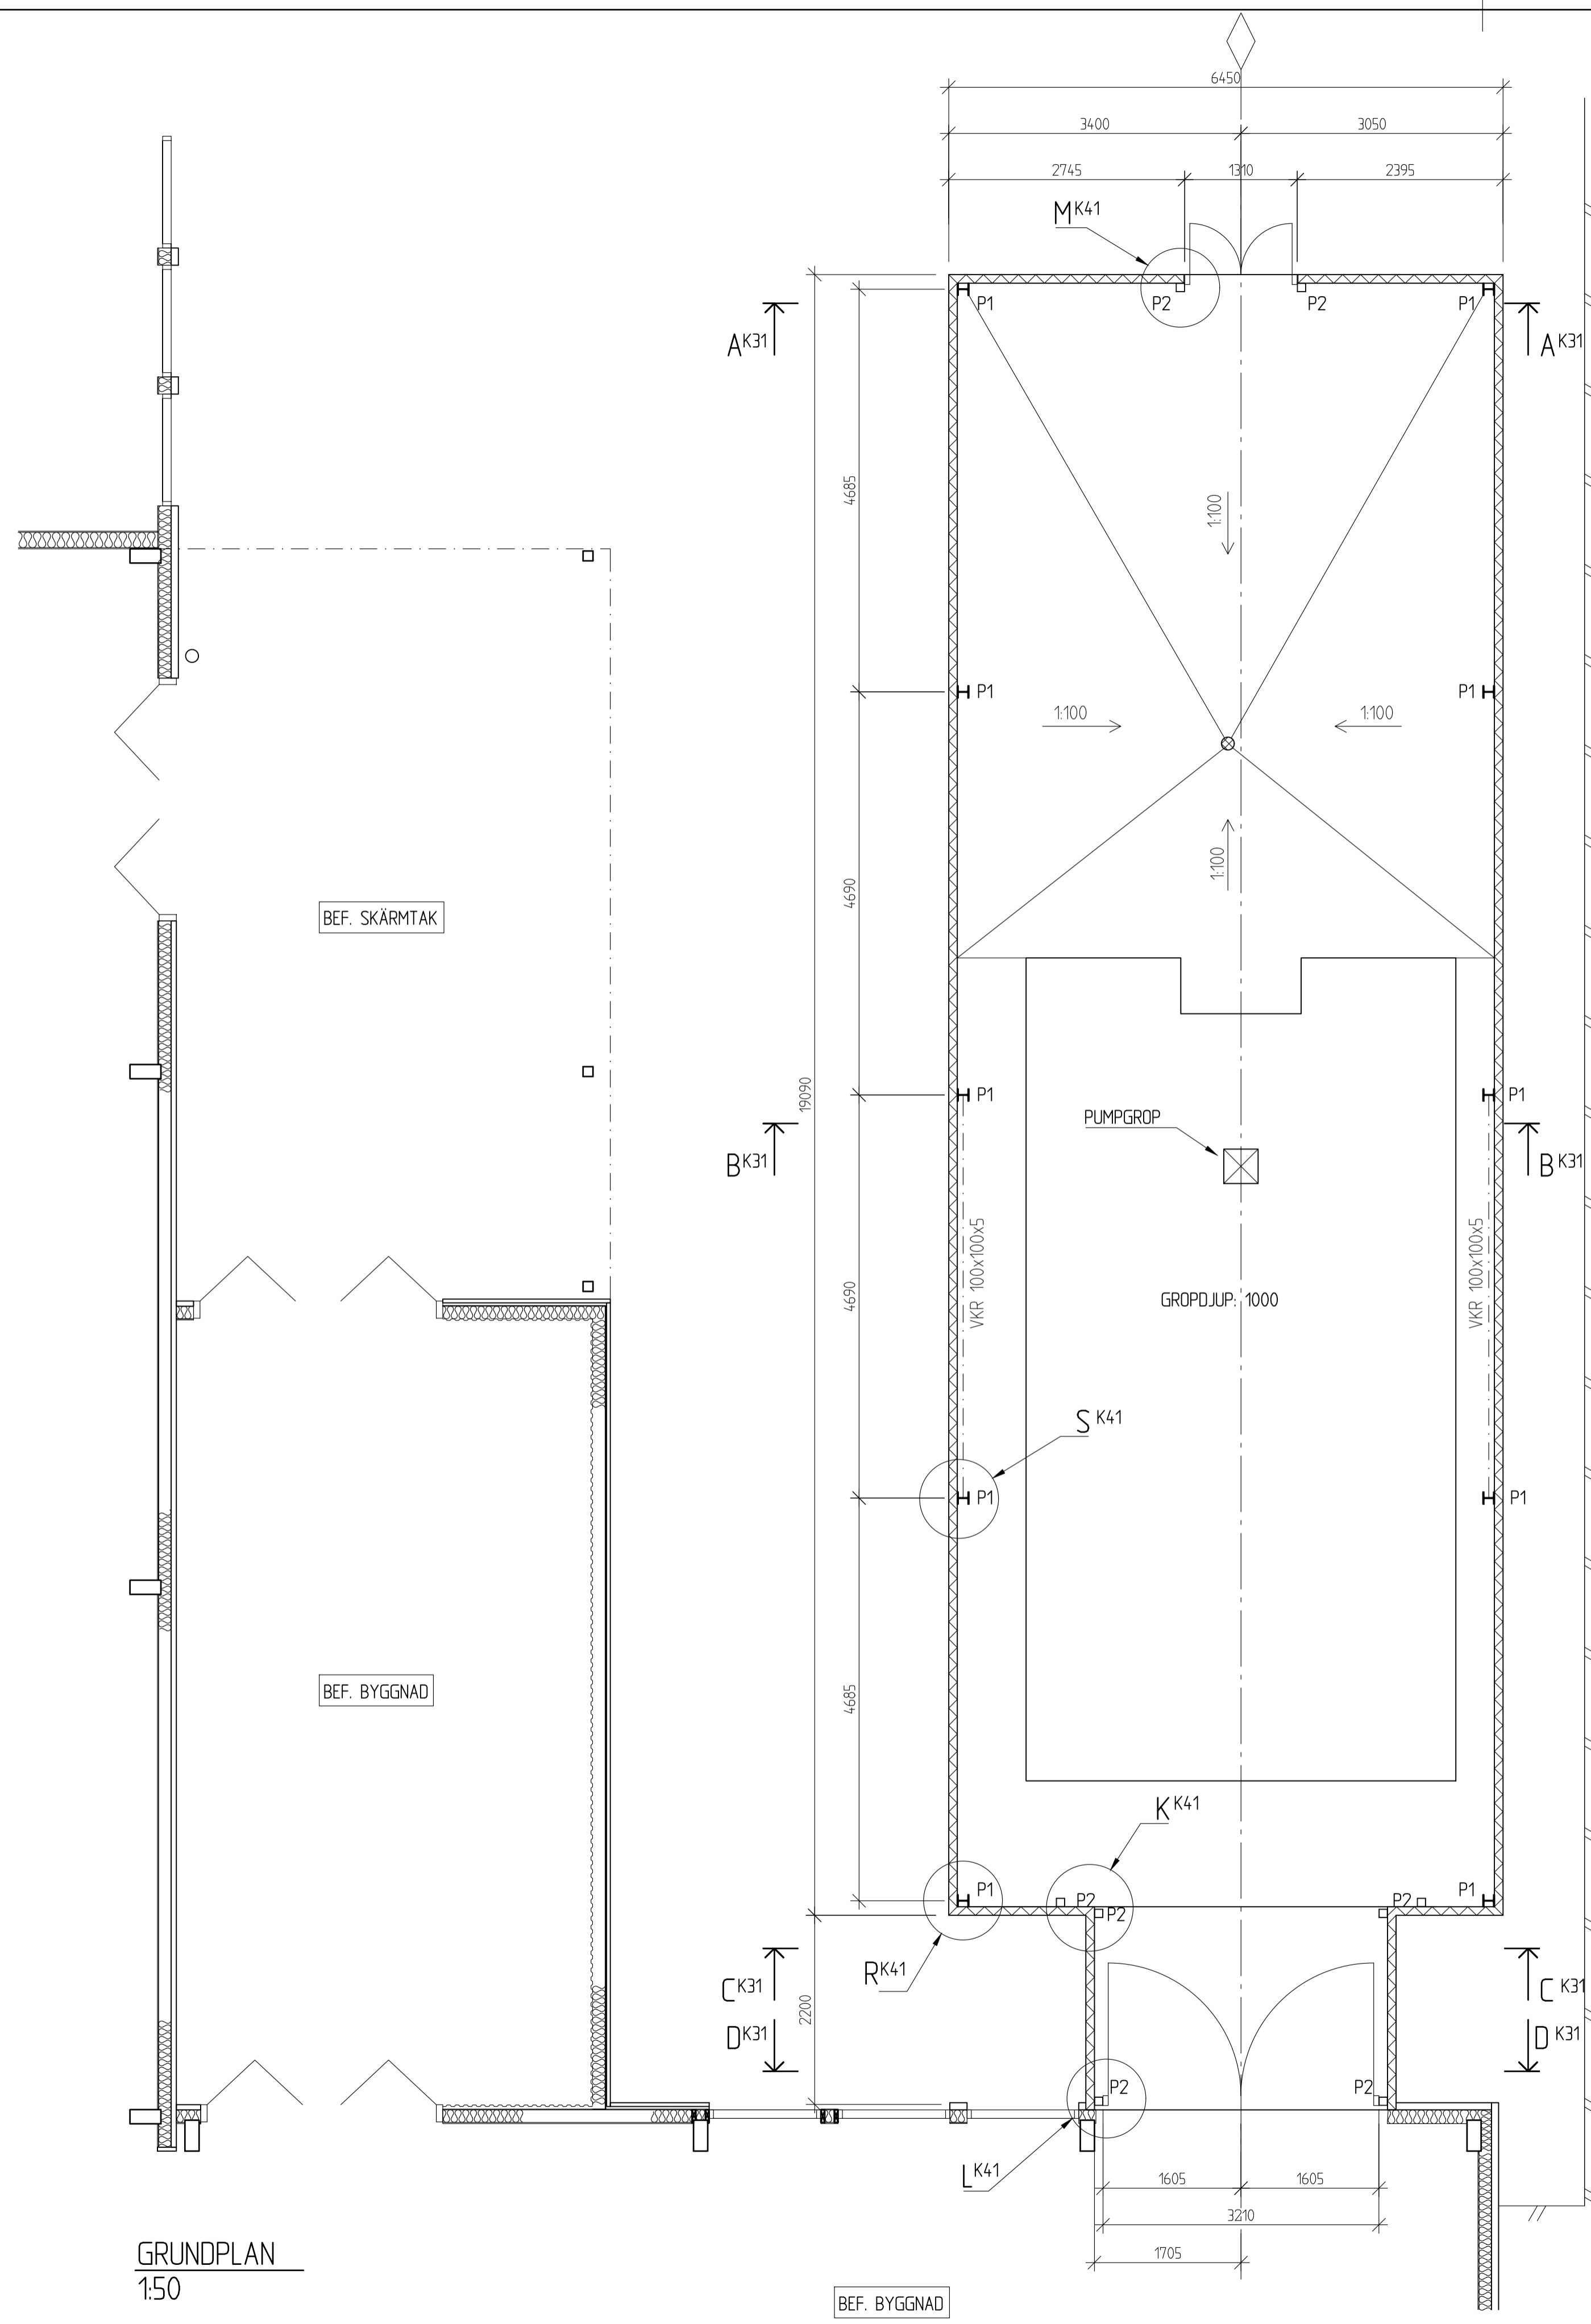 6450
3400 3050
2745 1310 2395
M K41
P1 P2 P2 P1
A K31 A K31
4685
1:100
P1 P1
1:100 1:100
1:100
4690
BEF. SKÄRMTAK
19090
P1 P1
PUMPGROP
B K31 B K31
VKR 100x100x5 VKR 100x100x5
4690
GROPDJUP: 1000
S K41
P1 P1
BEF. BYGGNAD
4685
K K41
P1 P2 P2 P1
P2
R K41
C K31 C K31
2200
D K31 D K31
P2 P2
L K41
1605 1605
3210
1705
GRUNDPLAN
1:50
BEF. BYGGNAD